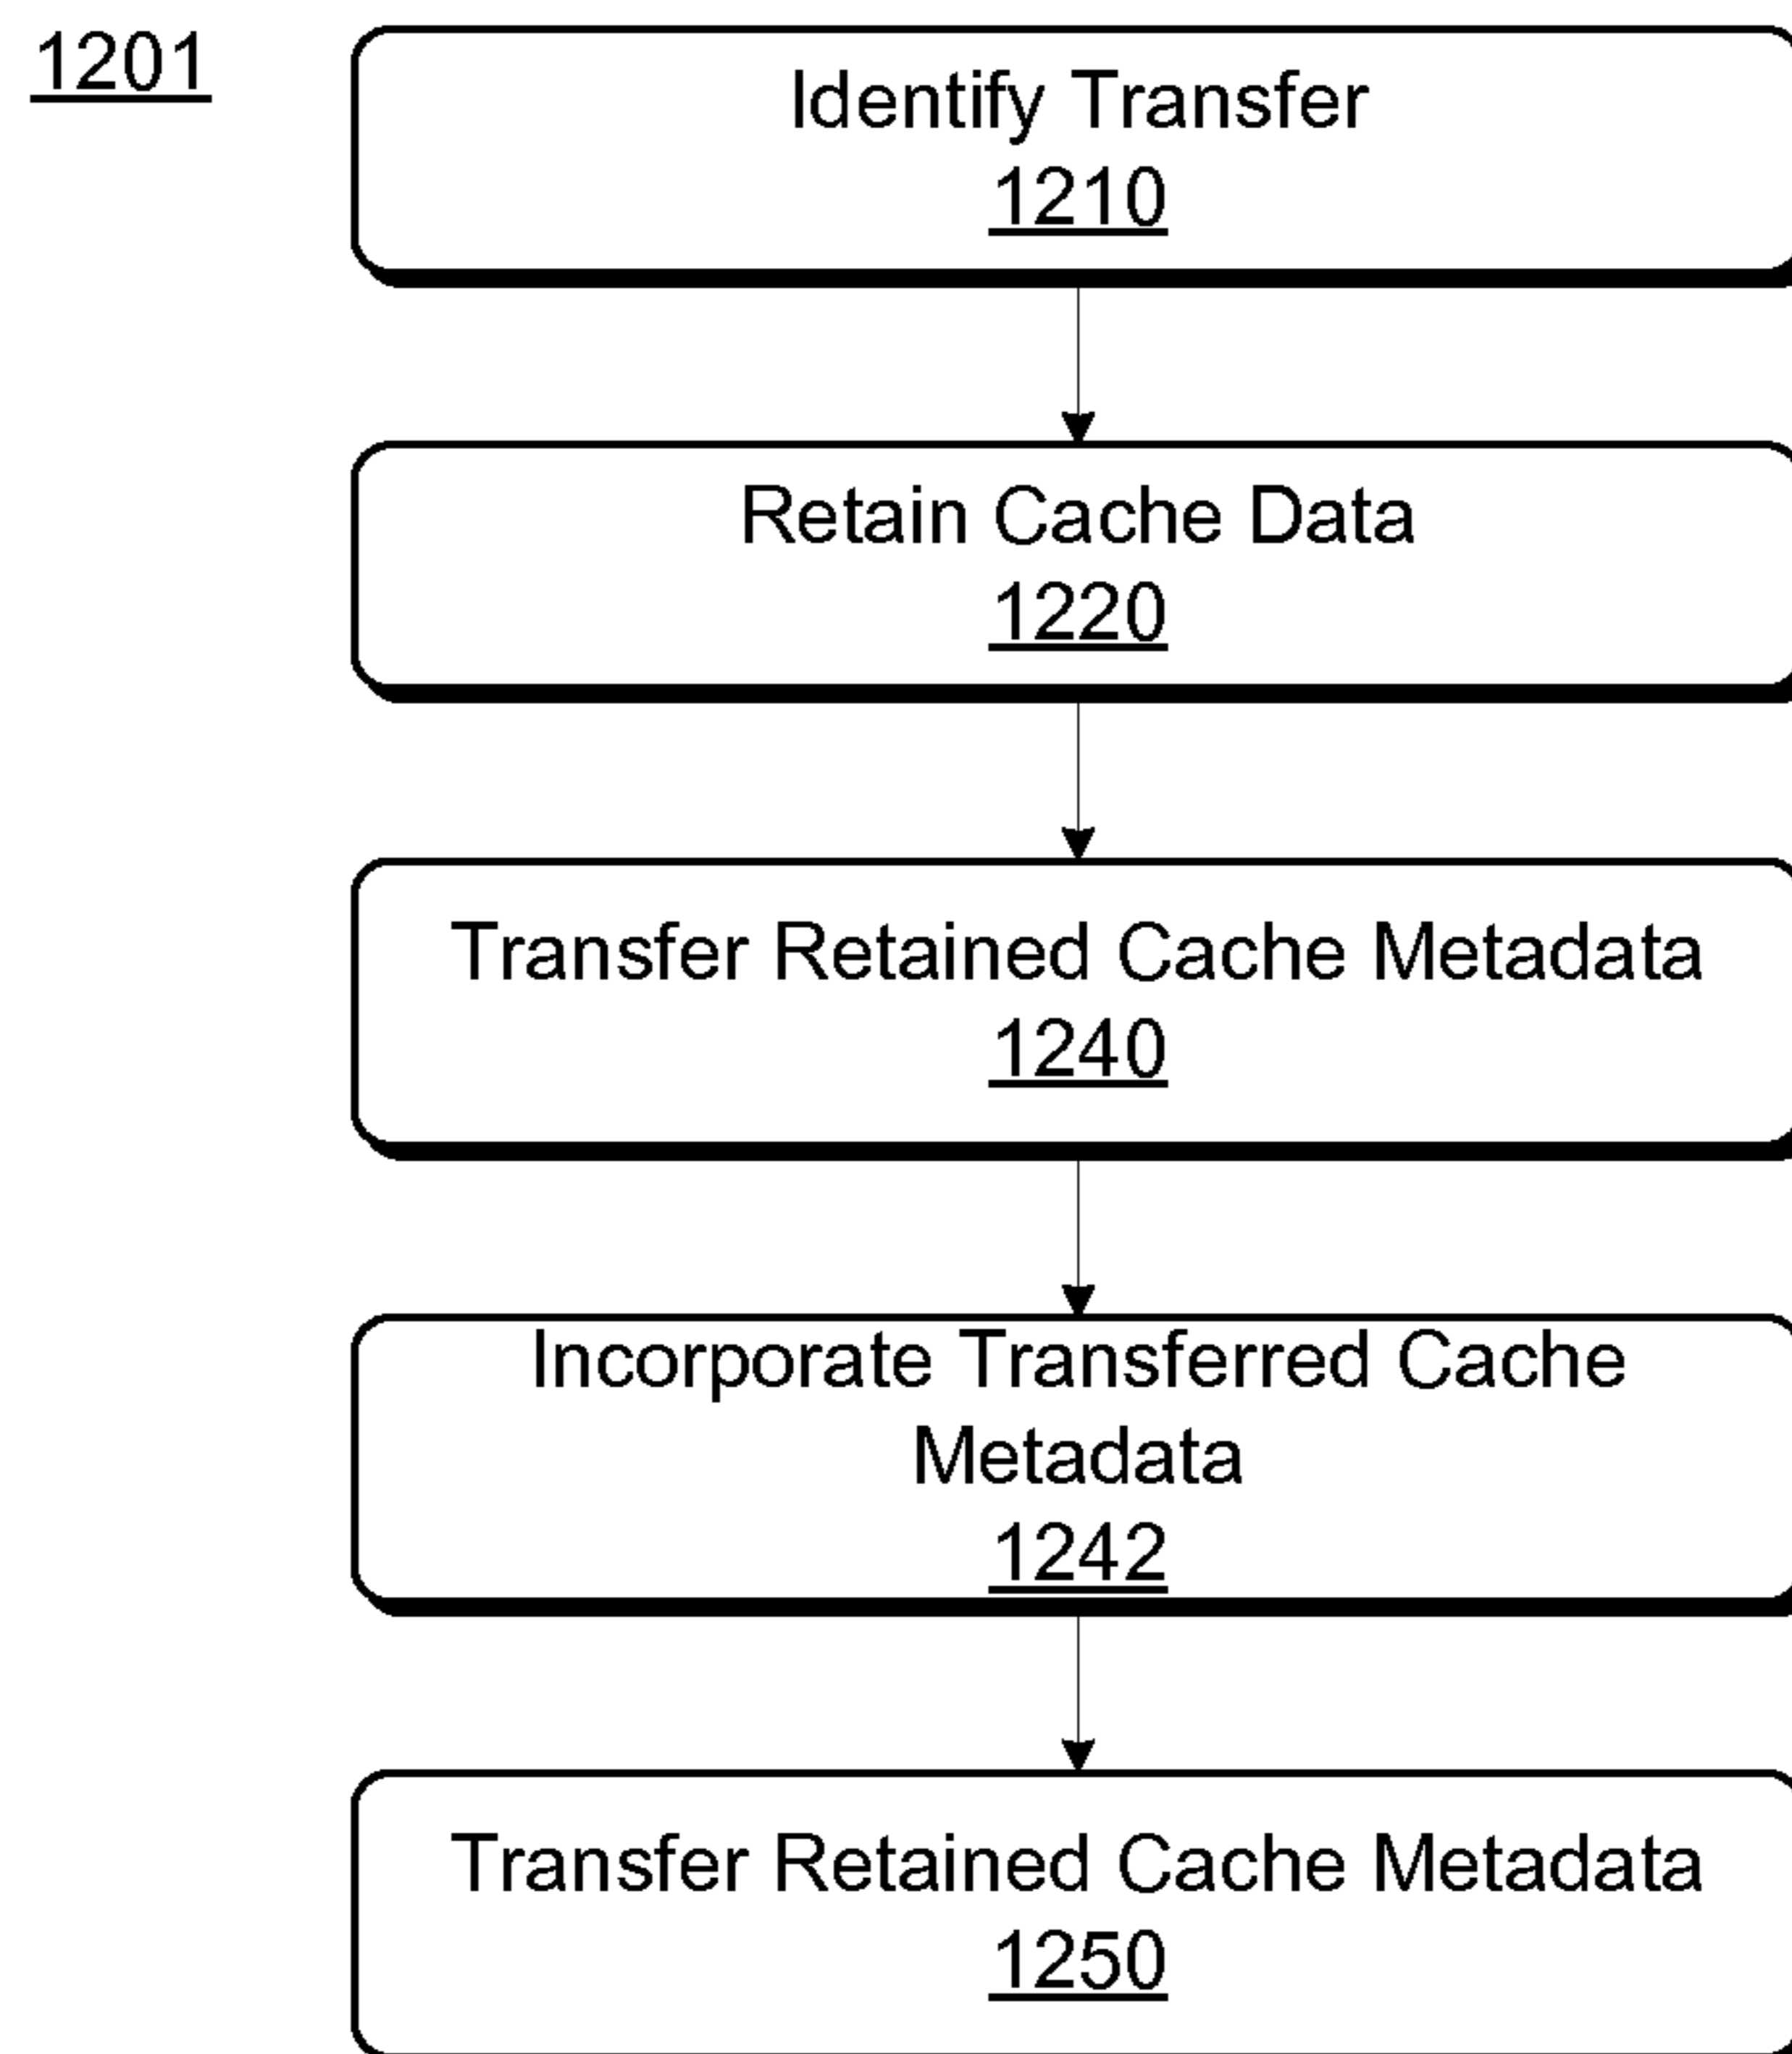 1201
Identify Transfer
1210
Retain Cache Data
1220
Transfer Retained Cache Metadata
1240
Incorporate Transferred Cache
Metadata
1242
Transfer Retained Cache Metadata
1250